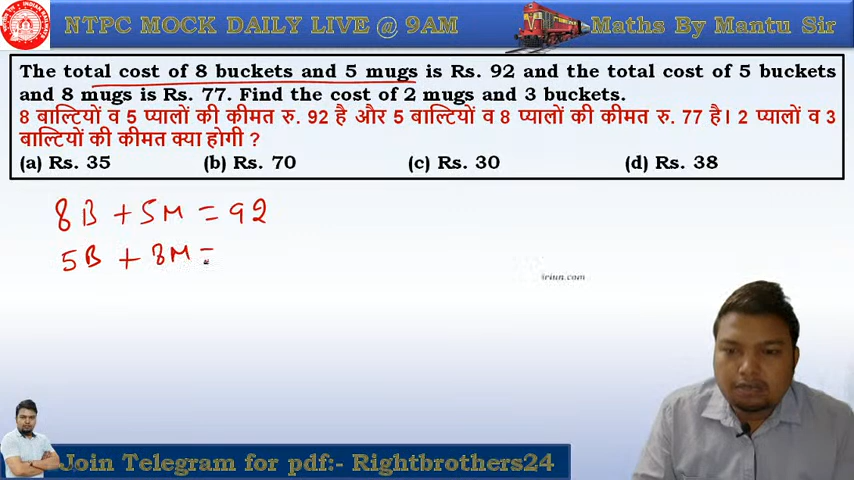 NTPC MOCK DAILY LIVE @ 9AM
Maths By Mantu Sir
The total cost of 8 buckets and 5 mugs is Rs. 92 and the total cost of 5 buckets
and 8 mugs is Rs. 77. Find the cost of 2 mugs and 3 buckets.
8 बाल्टियों व 5 प्यालों की कीमत रु. 92 है और 5 बाल्टियों व 8 प्यालों की कीमत रु. 77 है। 2 प्यालों व 3
बाल्टियों की कीमत क्या होगी ?
(a) Rs. 35 (b) Rs. 70 (c) Rs. 30 (d) Rs. 38
8B + 5M = 92
5B + 8M =
Join Telegram for pdf:- Rightbrothers24